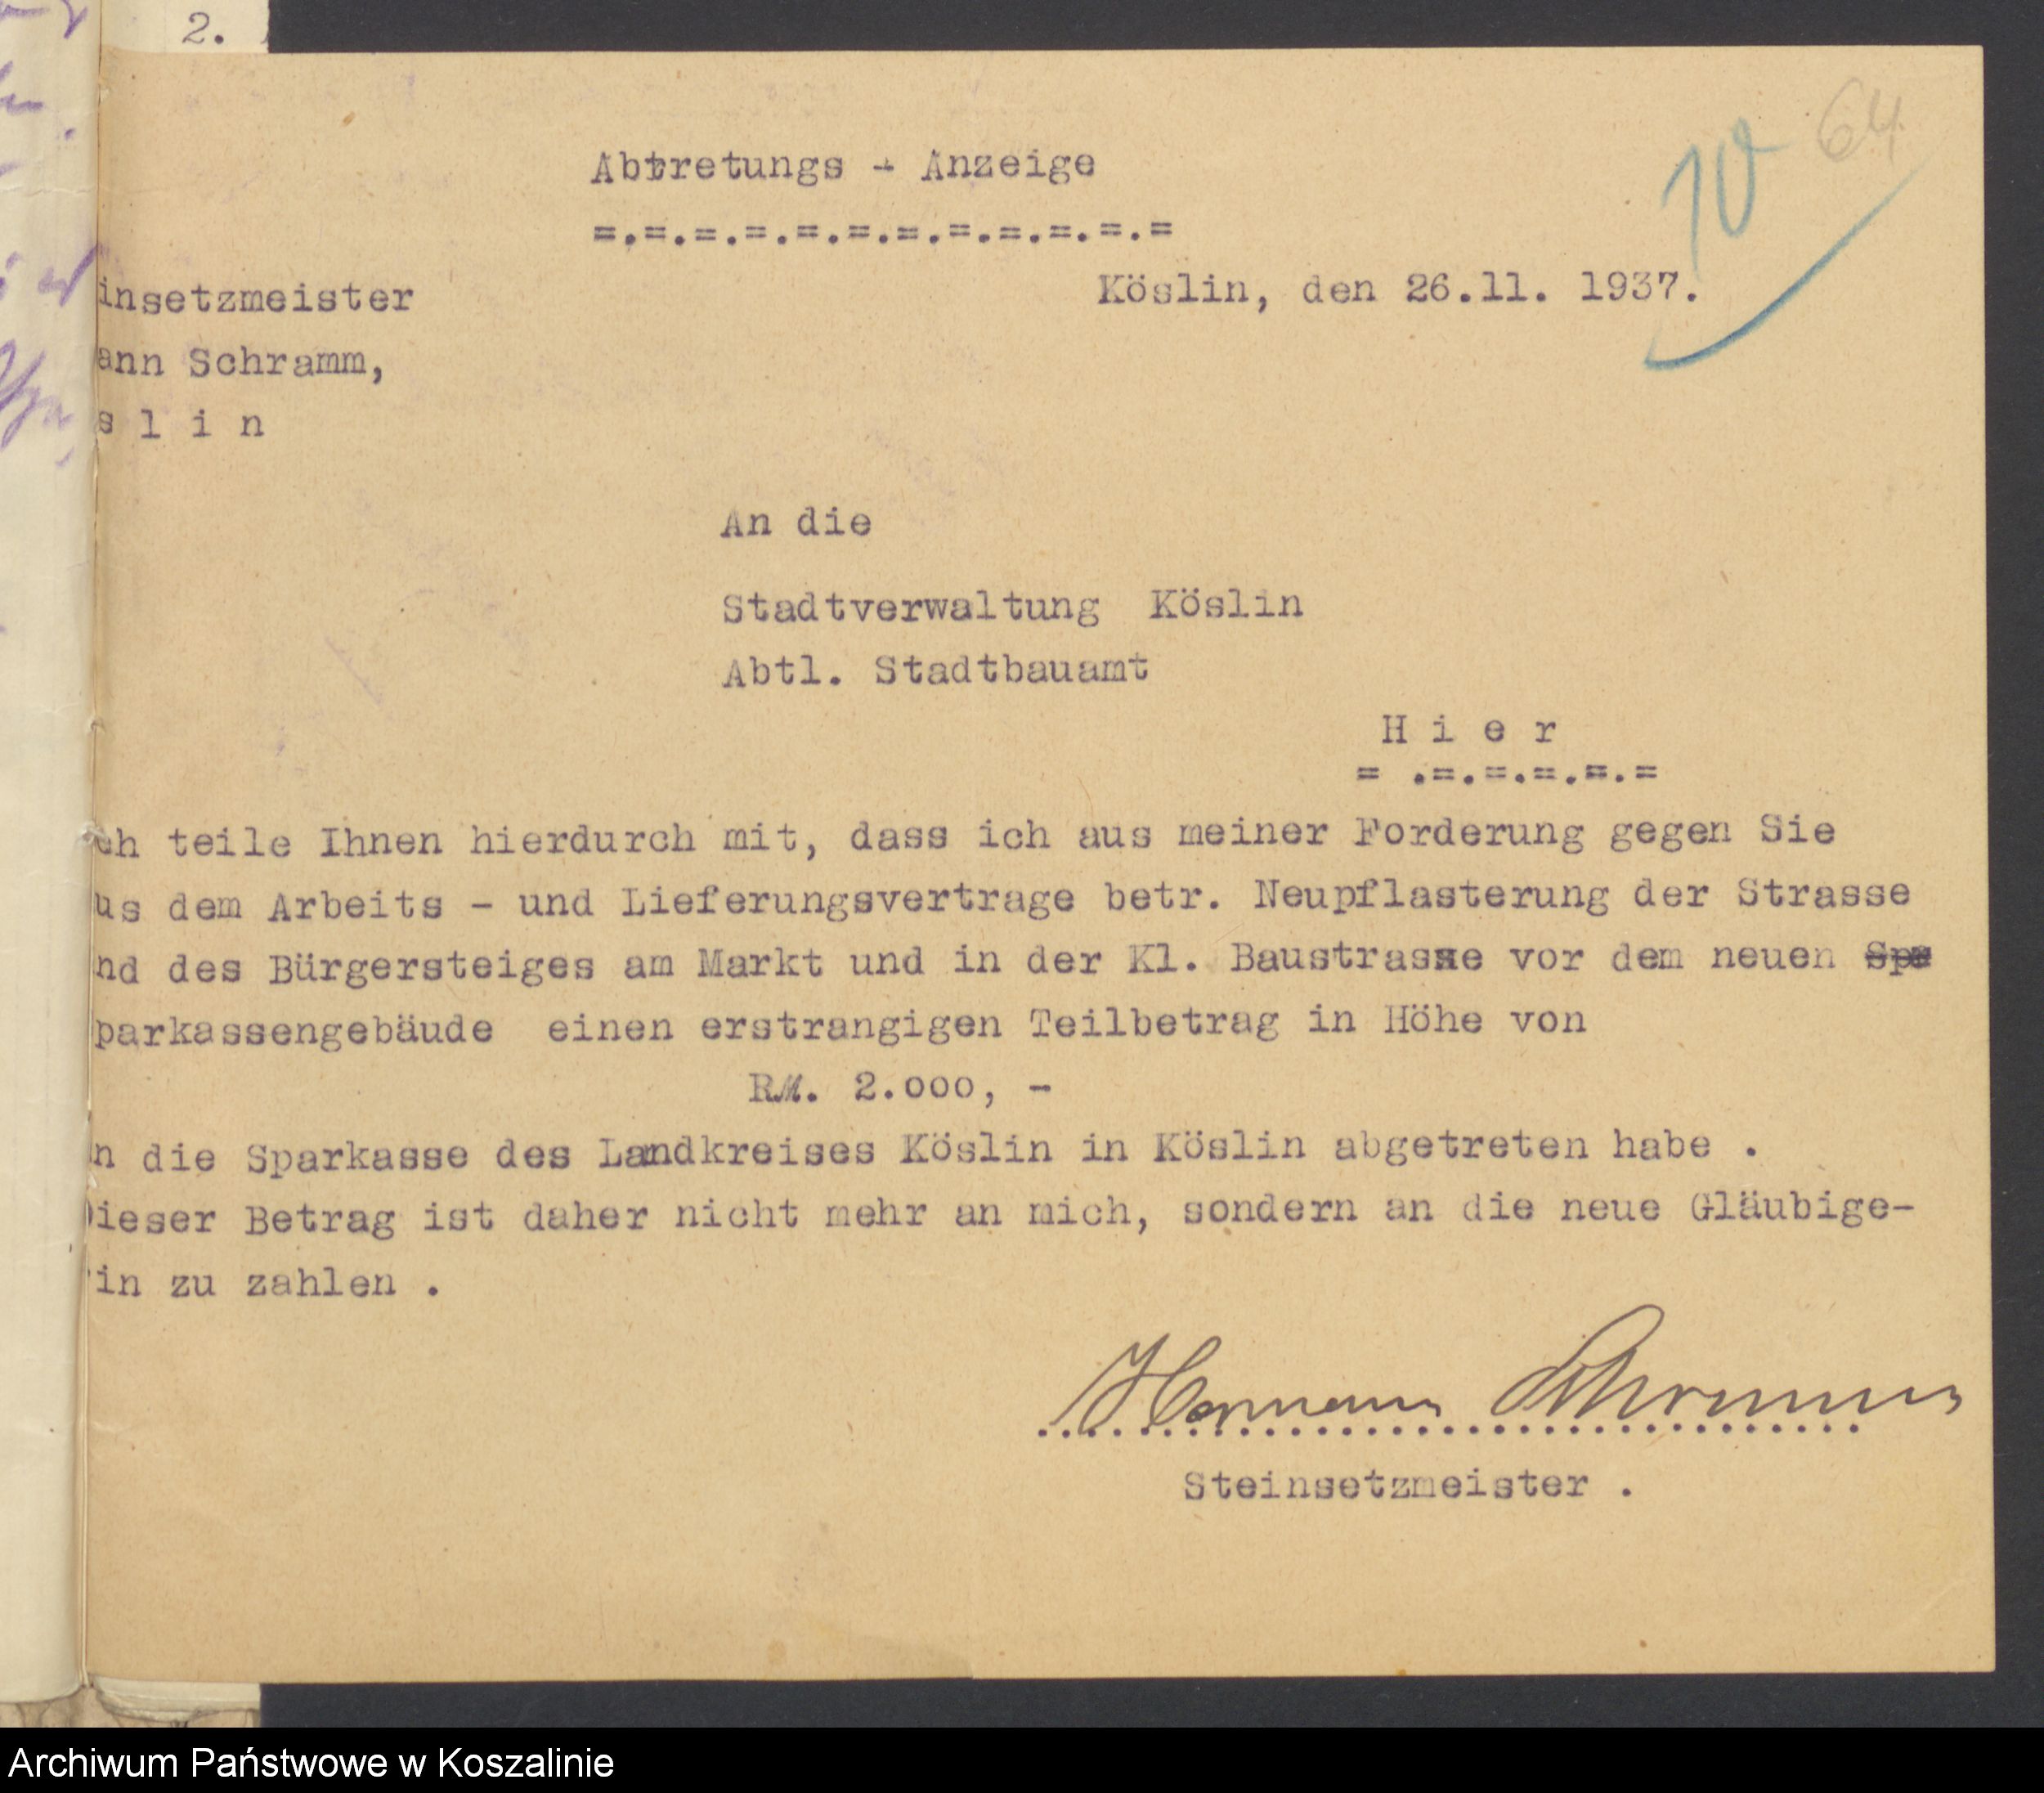 2.
64
10
Abtretungs - Anzeige
=.=.=.=.=.=.=.=.=.=.=.=
Köslin, den 26.11. 1937.
insetzmeister
ann Schramm,
s l i n
An die
Stadtverwaltung Köslin
Abtl. Stadtbauamt
H i e r
= .=.=.=.=.=
ch teile Ihnen hierdurch mit, dass ich aus meiner Forderung gegen Sie
us dem Arbeits - und Lieferungsvertrage betr. Neupflasterung der Strasse
nd des Bürgersteiges am Markt und in der Kl. Baustrasse vor dem neuen Spa
parkassengebäude einen erstrangigen Teilbetrag in Höhe von
RM. 2.000, -
n die Sparkasse des Landkreises Köslin in Köslin abgetreten habe .
Dieser Betrag ist daher nicht mehr an mich, sondern an die neue Gläubige-
rin zu zahlen .
Hermann Schramm
Steinsetzmeister .
Archiwum Państwowe w Koszalinie